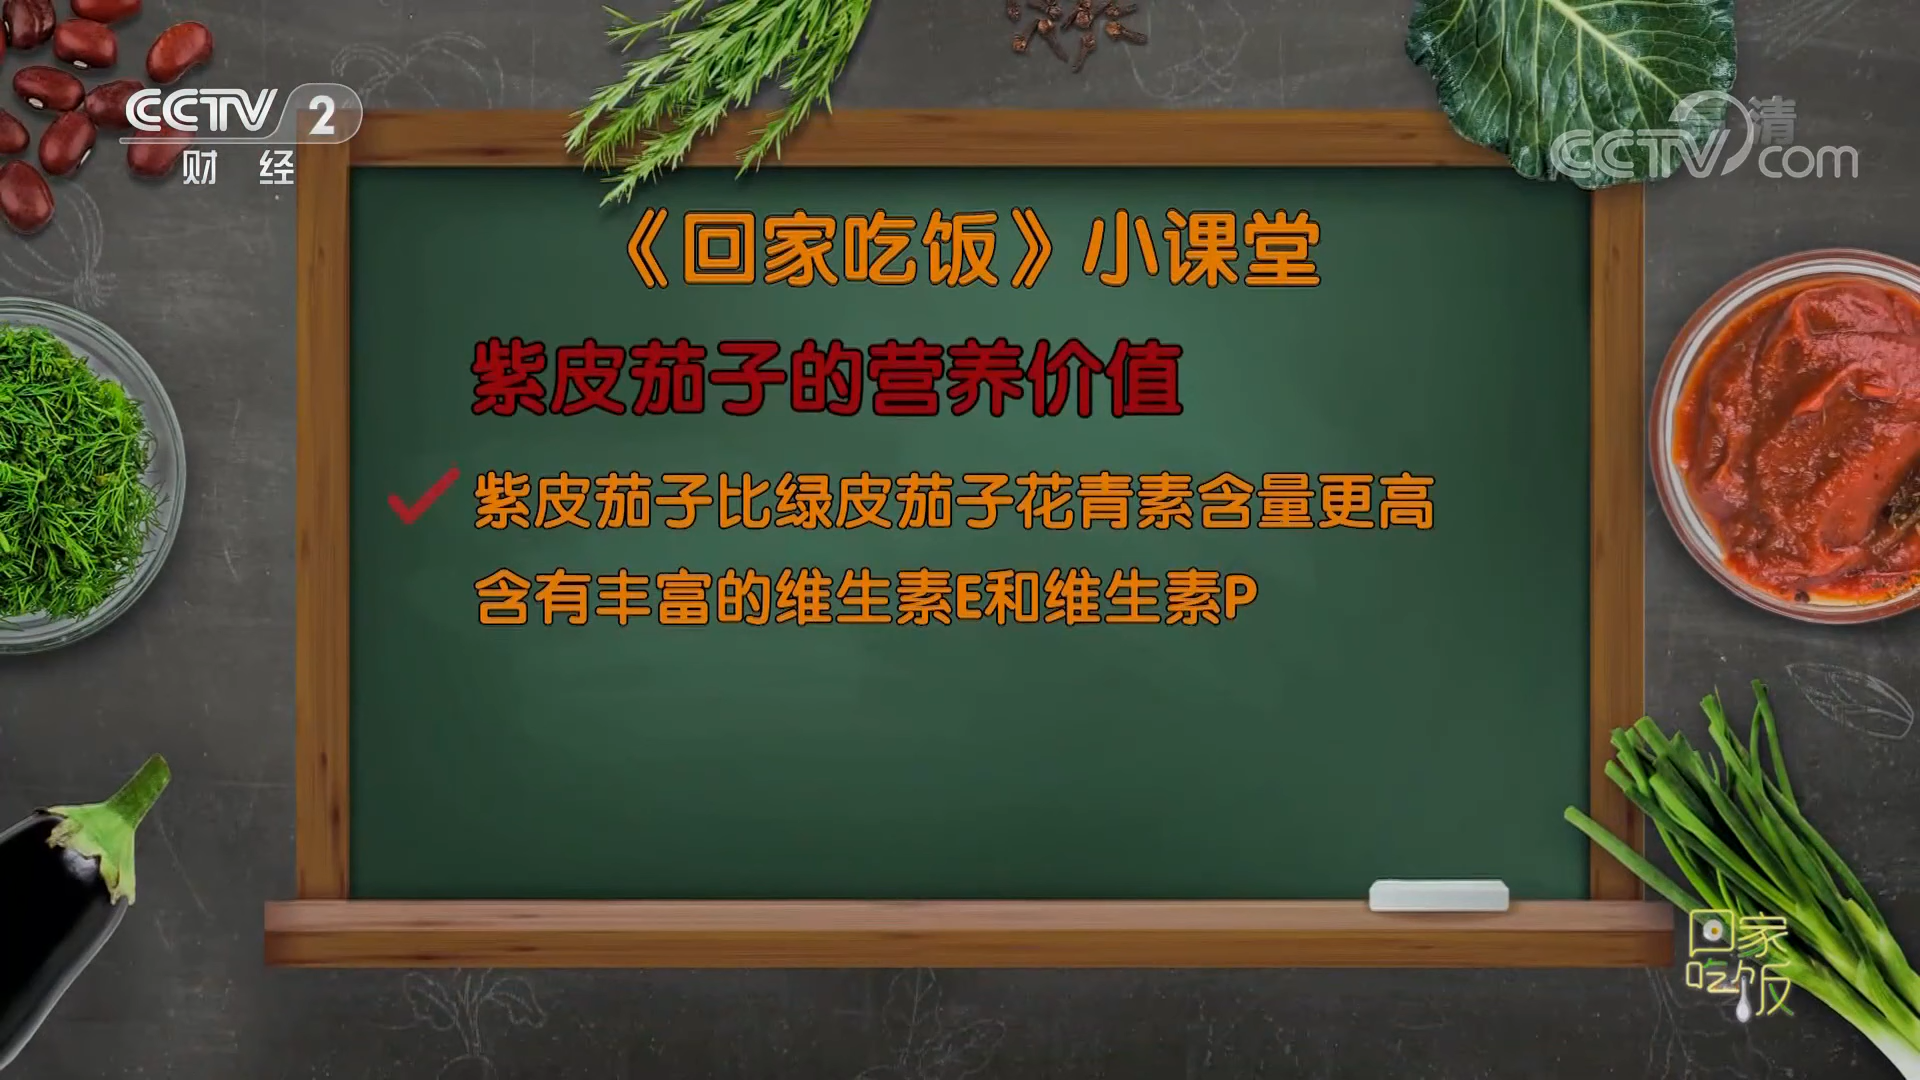 CCTV 2
财 经
高清
CCTV.com
《回家吃饭》小课堂
紫皮茄子的营养价值
紫皮茄子比绿皮茄子花青素含量更高
含有丰富的维生素E和维生素P
回家
吃饭